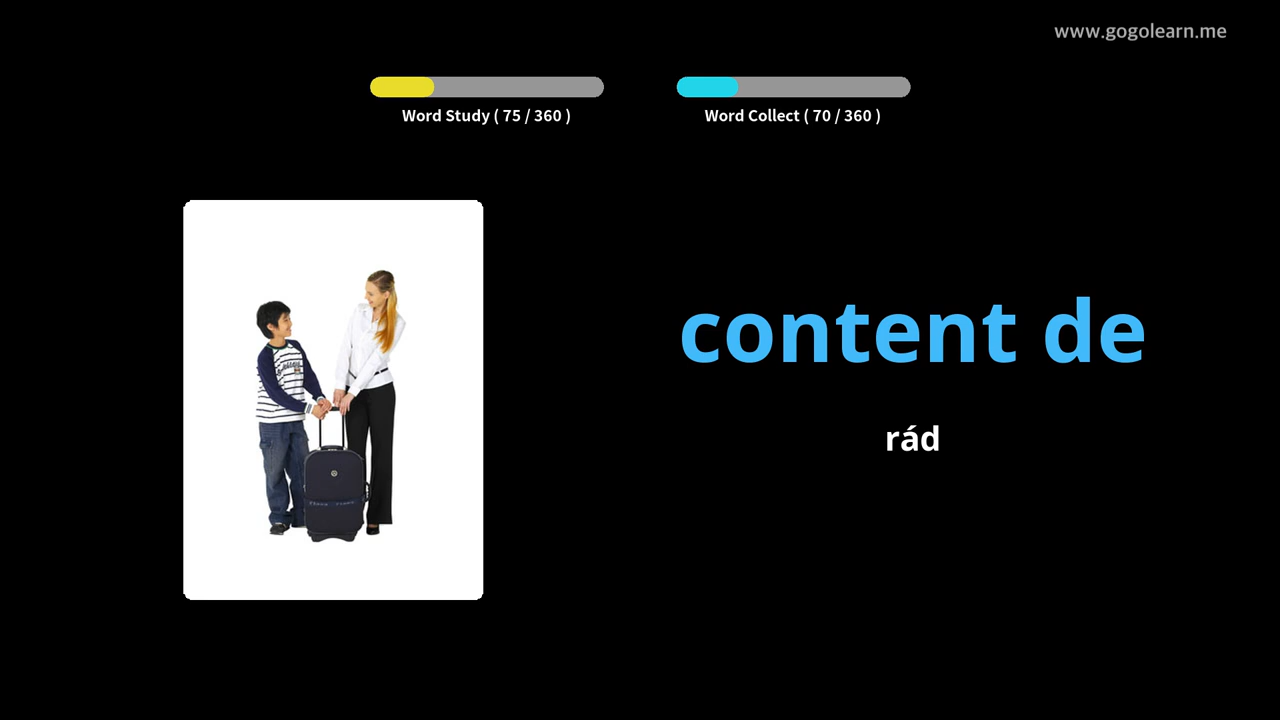 www.gogolearn.me
Word Study ( 75 / 360 )
Word Collect ( 70 / 360 )
content de
rád